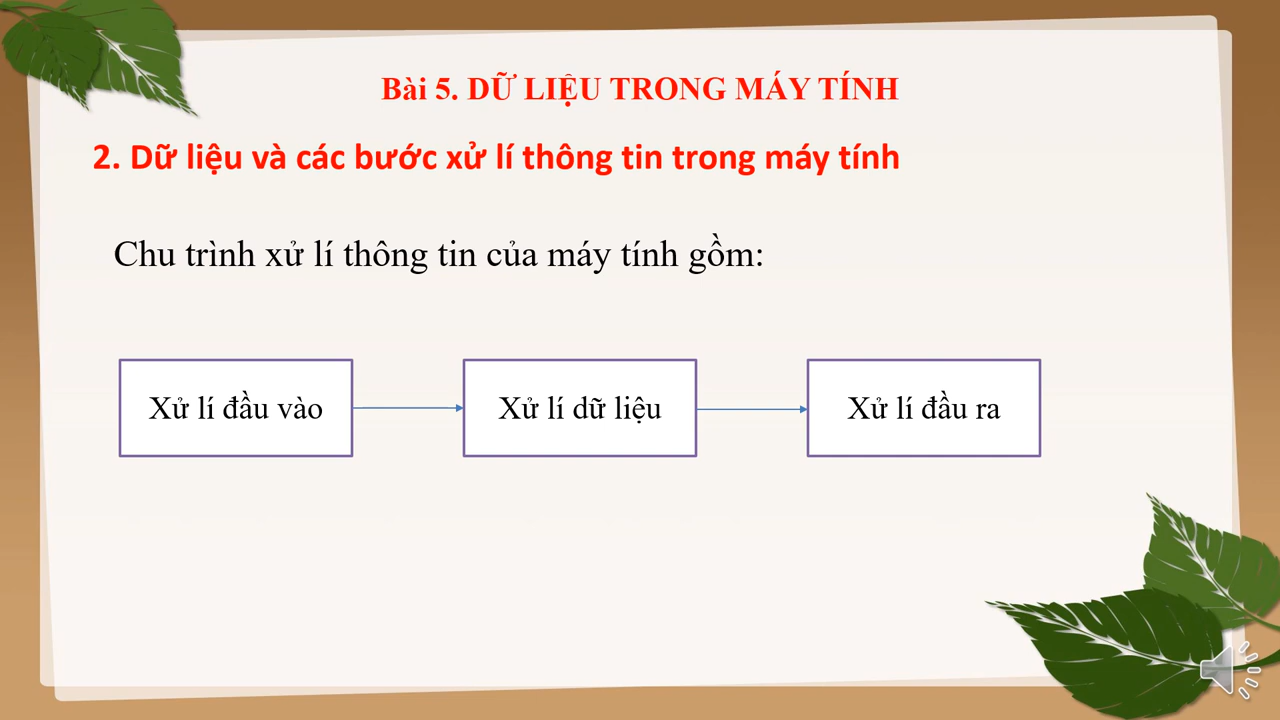 Bài 5. DỮ LIỆU TRONG MÁY TÍNH
2. Dữ liệu và các bước xử lí thông tin trong máy tính
Chu trình xử lí thông tin của máy tính gồm:
Xử lí đầu vào
Xử lí dữ liệu
Xử lí đầu ra